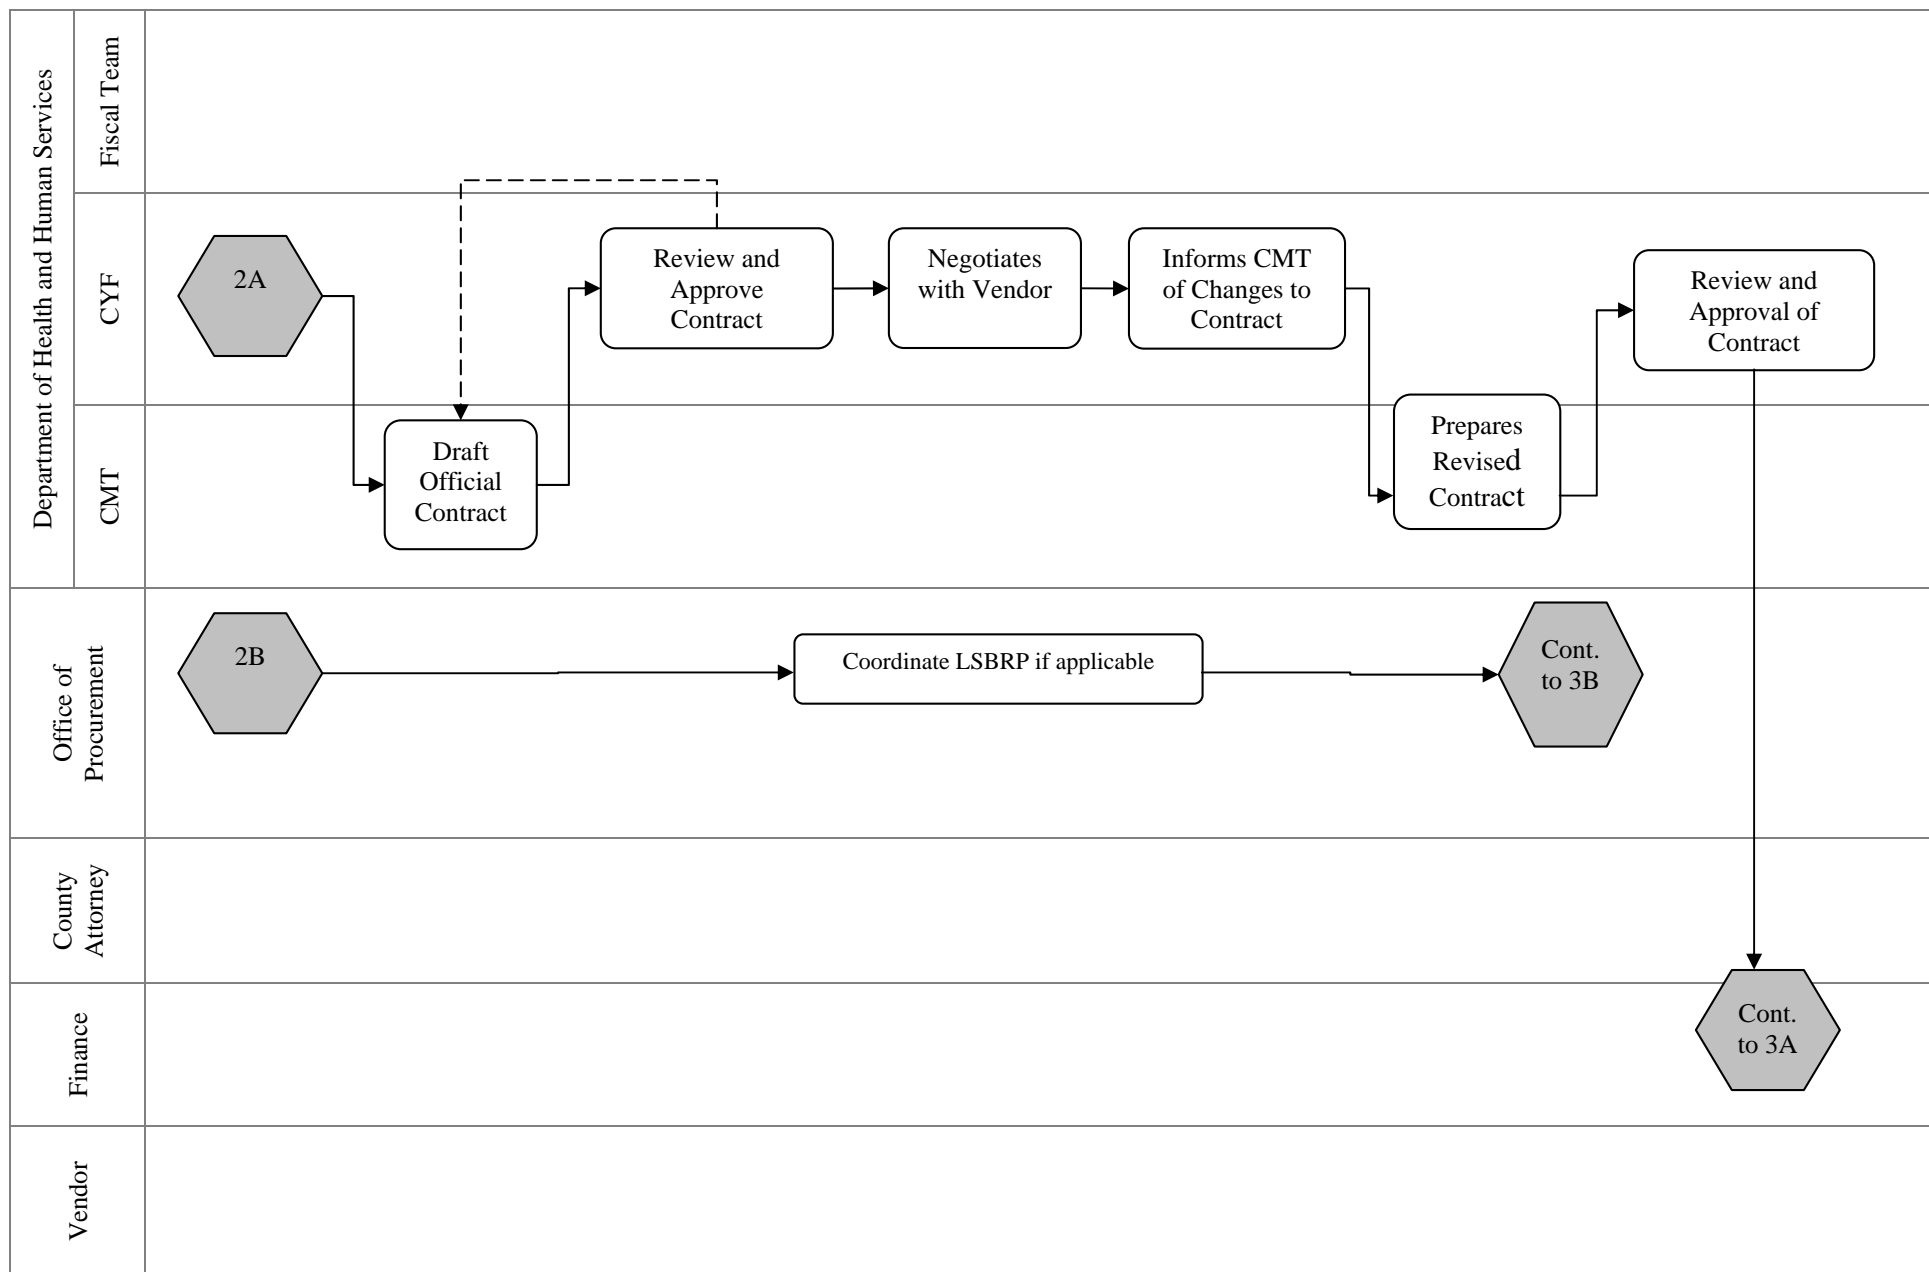 Department of Health and Human Services
Fiscal Team
CYF
2A
Review and
Approve
Contract
Negotiates
with Vendor
Informs CMT
of Changes to
Contract
Review and
Approval of
Contract
CMT
Draft
Official
Contract
Prepares
Revised
Contract
Office of
Procurement
2B
Coordinate LSBRP if applicable
Cont.
to 3B
County
Attorney
Finance
Cont.
to 3A
Vendor